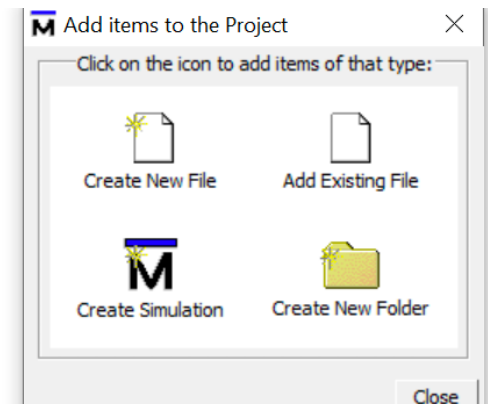 M Add items to the Project
Click on the icon to add items of that type:
Create New File
Add Existing File
M
Create Simulation
Create New Folder
Close